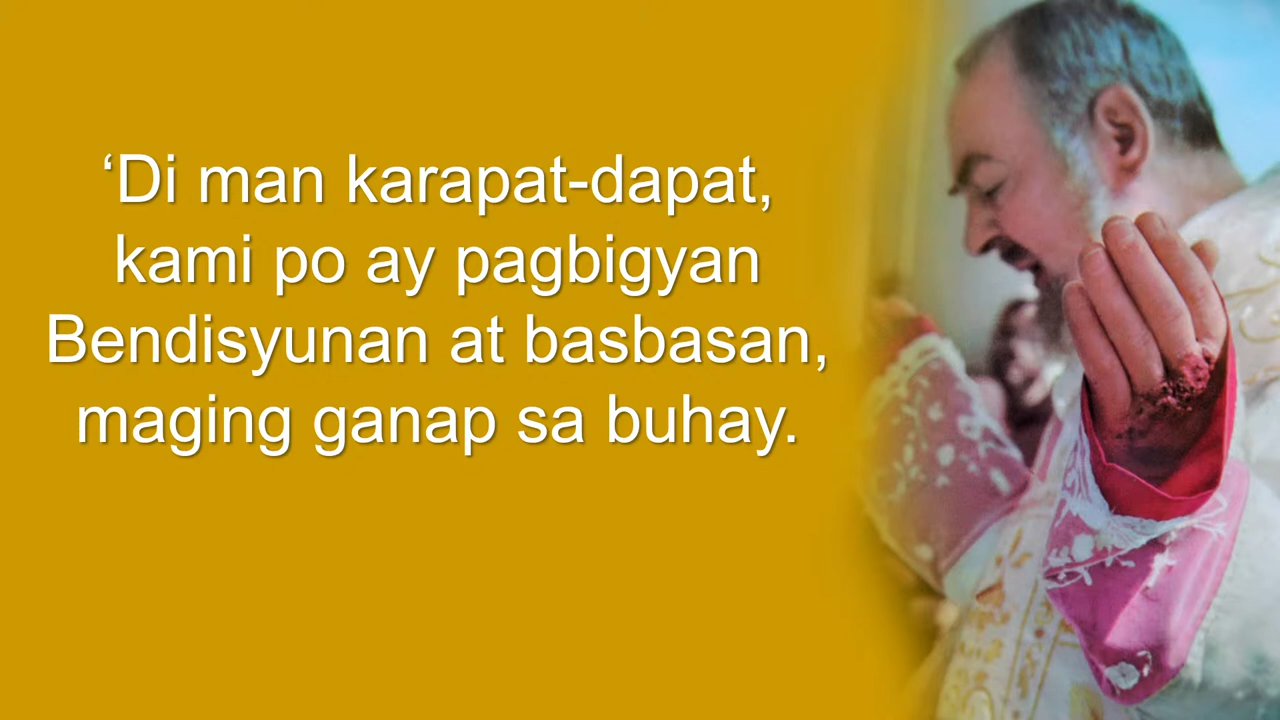 ‘Di man karapat-dapat,
kami po ay pagbigyan
Bendisyunan at basbasan,
maging ganap sa buhay.